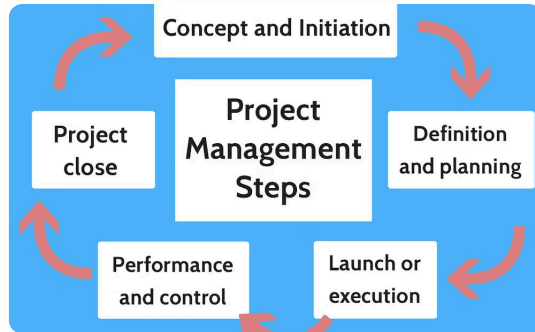 Concept and Initiation
Project
Management
Steps
Definition
and planning
Launch or
execution
Performance
and control
Project
close